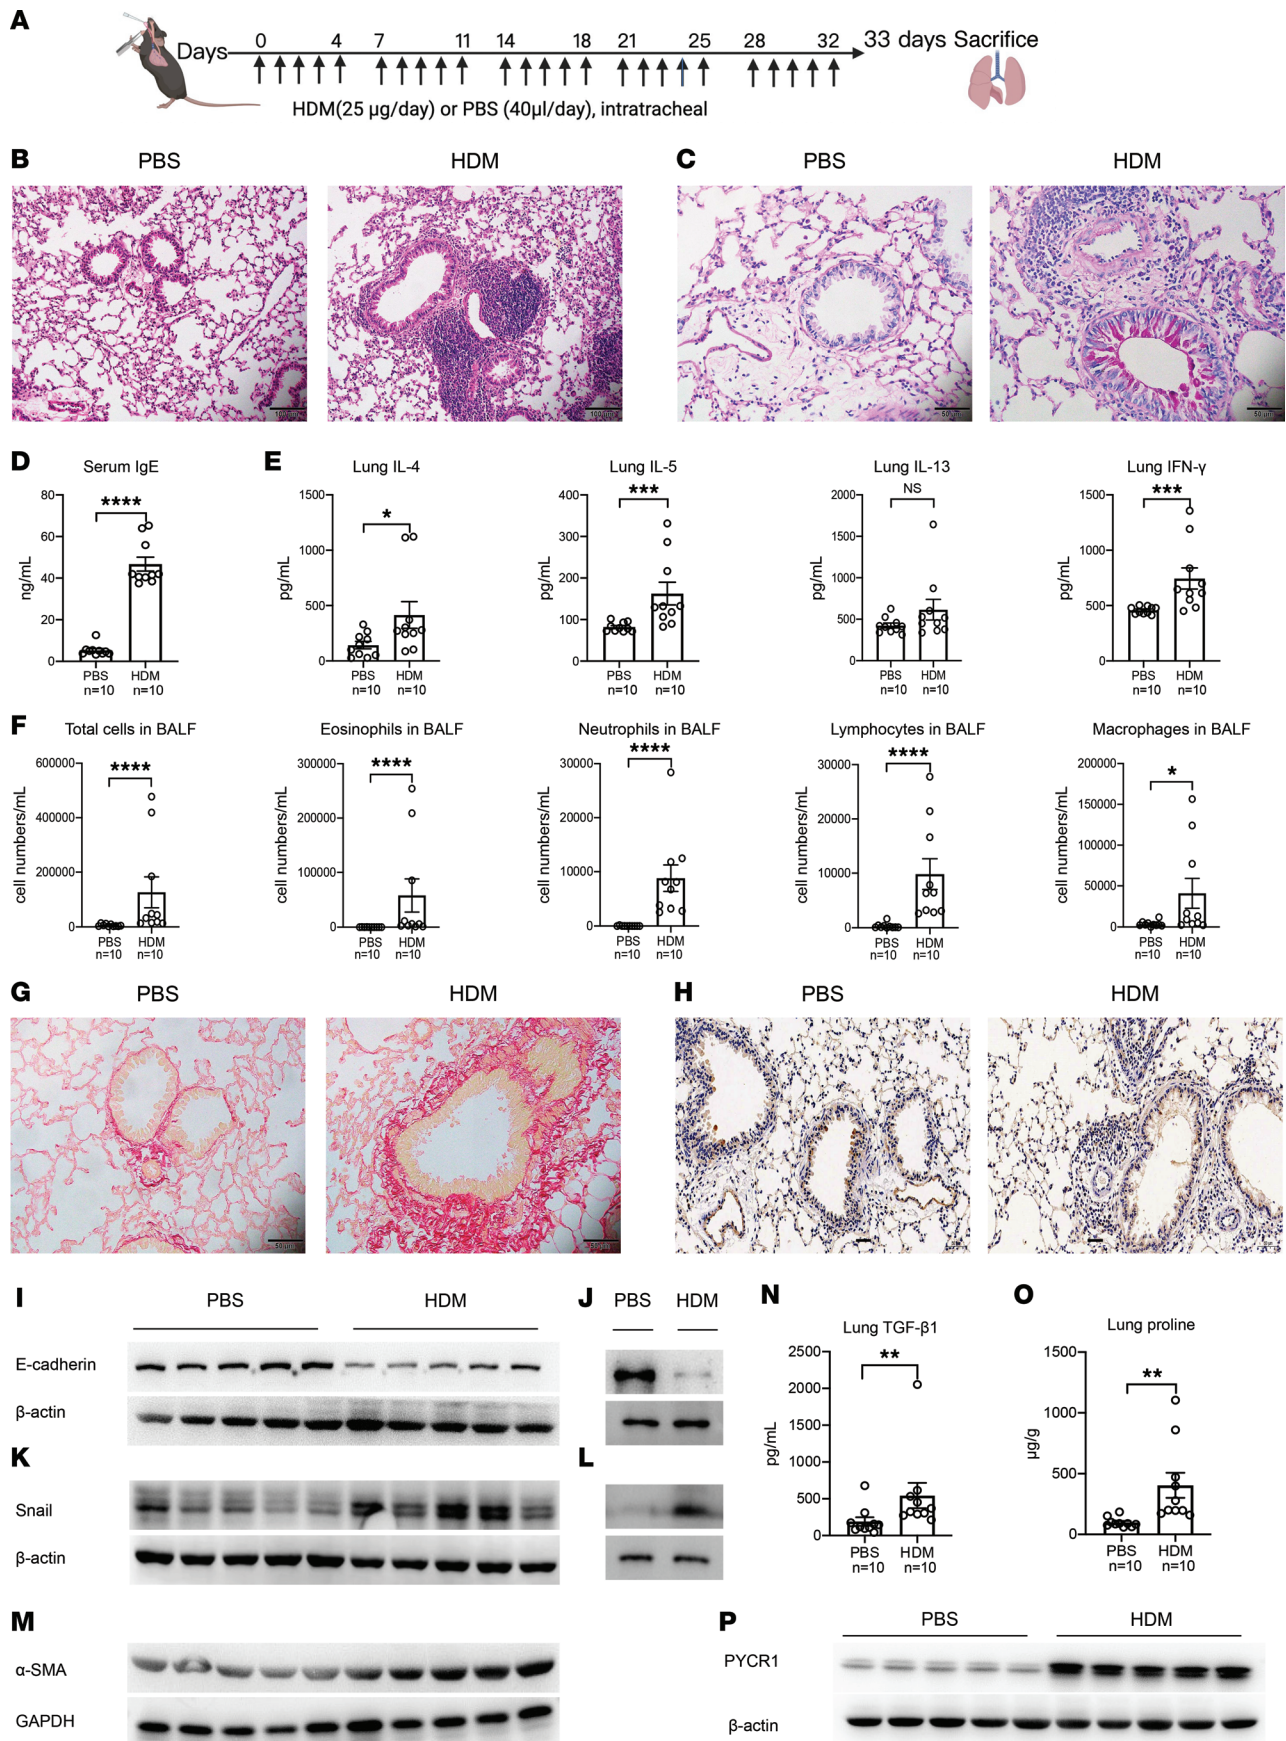 A
Days 0 4 7 11 14 18 21 25 28 32 33 days Sacrifice
HDM(25 µg/day) or PBS (40µl/day), intratracheal
B PBS HDM
C PBS HDM
100 µm
50 µm 50 µm
D Serum IgE
ng/mL
80
60
40
20
0
****
PBS HDM
n=10 n=10
E Lung IL-4
pg/mL
1500
1000
500
0
*
PBS HDM
n=10 n=10
Lung IL-5
pg/mL
400
300
200
100
0
***
PBS HDM
n=10 n=10
Lung IL-13
pg/mL
2000
1500
1000
500
0
NS
PBS HDM
n=10 n=10
Lung IFN-γ
pg/mL
1500
1000
500
0
***
PBS HDM
n=10 n=10
F Total cells in BALF
cell numbers/mL
600000
400000
200000
0
****
PBS HDM
n=10 n=10
Eosinophils in BALF
cell numbers/mL
300000
200000
100000
0
****
PBS HDM
n=10 n=10
Neutrophils in BALF
cell numbers/mL
30000
20000
10000
0
****
PBS HDM
n=10 n=10
Lymphocytes in BALF
cell numbers/mL
30000
20000
10000
0
****
PBS HDM
n=10 n=10
Macrophages in BALF
cell numbers/mL
200000
150000
100000
50000
0
*
PBS HDM
n=10 n=10
G PBS HDM
H PBS HDM
50 µm
I PBS HDM
E-cadherin
β-actin
J PBS HDM
K
Snail
β-actin
L
M
α-SMA
GAPDH
N
Lung TGF-β1
pg/mL
2500
2000
1500
1000
500
0
**
PBS HDM
n=10 n=10
O
Lung proline
µg/g
1500
1000
500
0
**
PBS HDM
n=10 n=10
P PBS HDM
PYCR1
β-actin